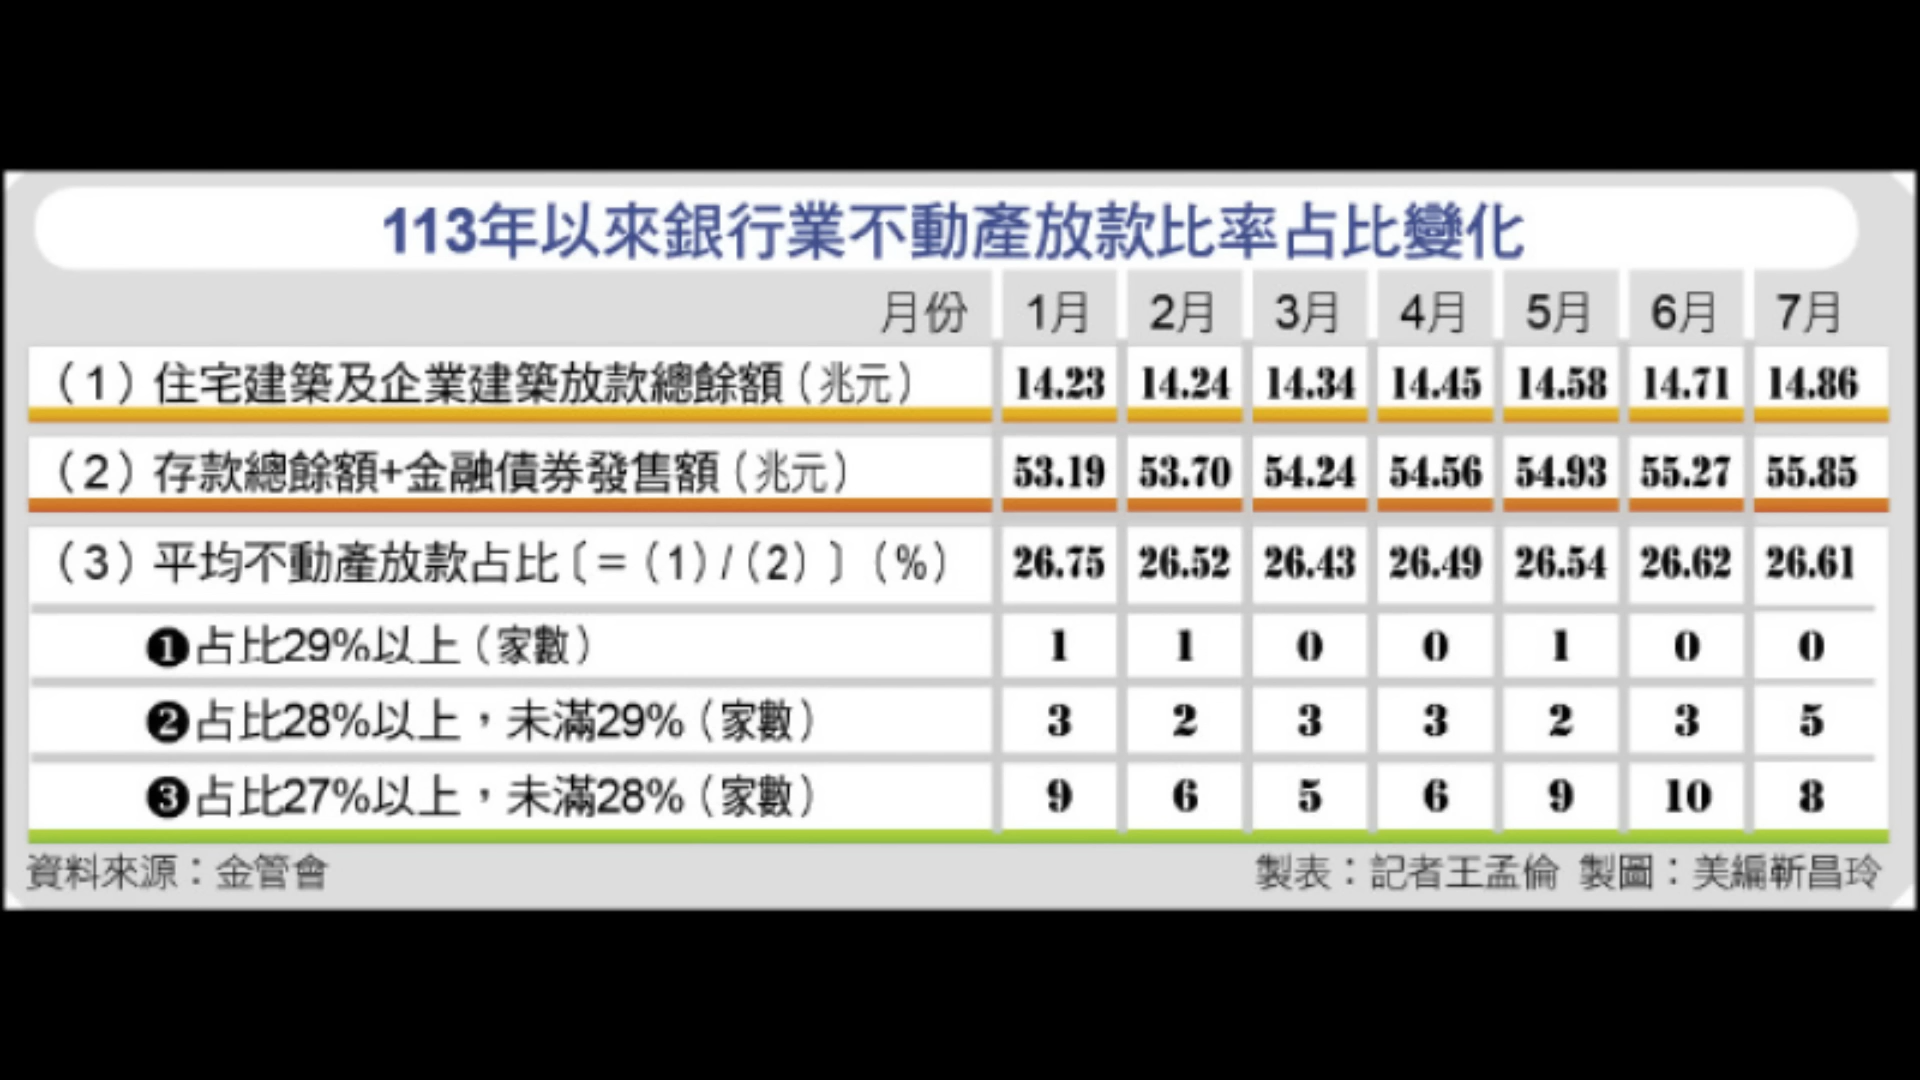 113年以來銀行業不動產放款比率占比變化
月份 1月 2月 3月 4月 5月 6月 7月
（1）住宅建築及企業建築放款總餘額（兆元） 14.23 14.24 14.34 14.45 14.58 14.71 14.86
（2）存款總餘額+金融債券發售額（兆元） 53.19 53.70 54.24 54.56 54.93 55.27 55.85
（3）平均不動產放款占比〔=（1）/（2）〕（%） 26.75 26.52 26.43 26.49 26.54 26.62 26.61
❶占比29%以上（家數） 1 1 0 0 1 0 0
❷占比28%以上，未滿29%（家數） 3 2 3 3 2 3 5
❸占比27%以上，未滿28%（家數） 9 6 5 6 9 10 8
資料來源：金管會 製表：記者王孟倫 製圖：美編靳昌玲